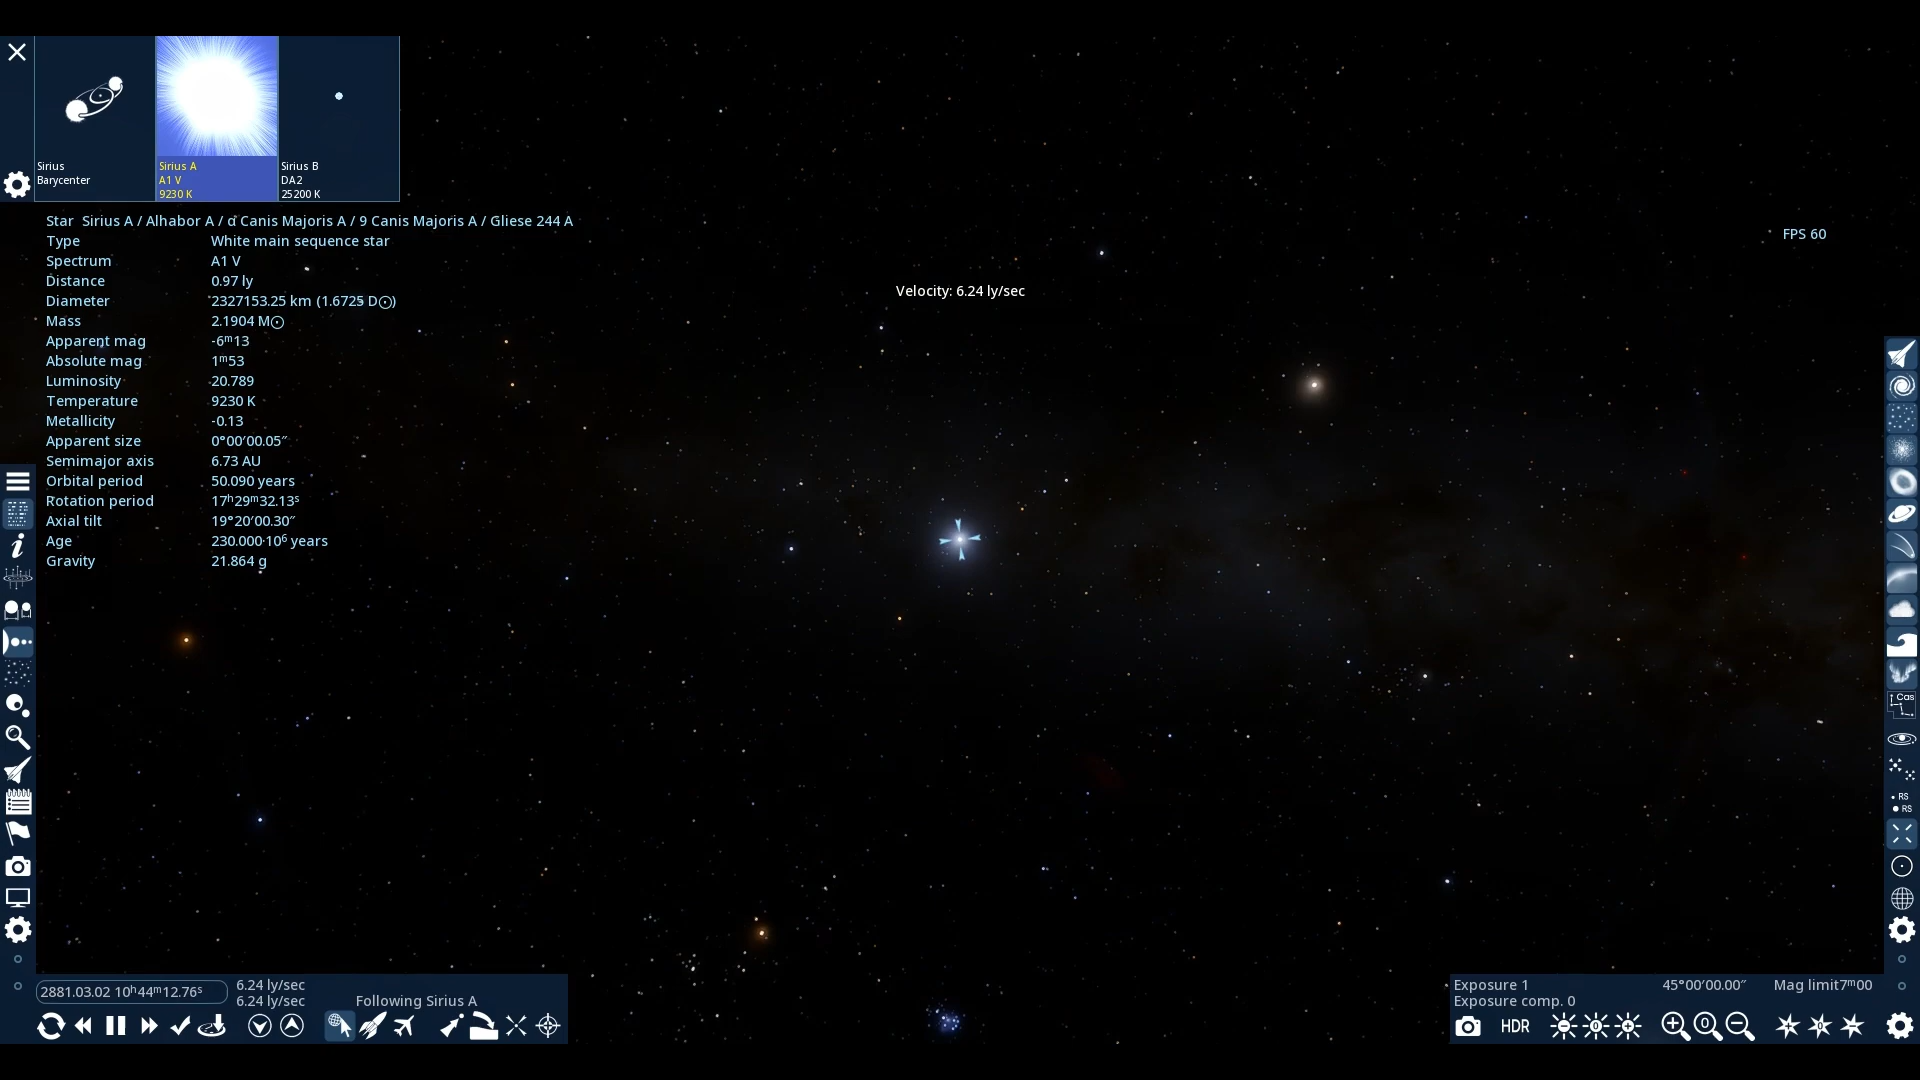 Sirius
Barycenter
Sirius A
A1 V
9230 K
Sirius B
DA2
25200 K
Star Sirius A / Alhabor A / α Canis Majoris A / 9 Canis Majoris A / Gliese 244 A
Type White main sequence star
Spectrum A1 V
Distance 0.97 ly
Diameter 2327153.25 km (1.6725 D☉)
Mass 2.1904 M☉
Apparent mag -6ᵐ13
Absolute mag 1ᵐ53
Luminosity 20.789
Temperature 9230 K
Metallicity -0.13
Apparent size 0°00′00.05″
Semimajor axis 6.73 AU
Orbital period 50.090 years
Rotation period 17ʰ29ᵐ32.13ˢ
Axial tilt 19°20′00.30″
Age 230.000·10⁶ years
Gravity 21.864 g
FPS 60
Velocity: 6.24 ly/sec
Cas
RS
RS
2881.03.02 10ʰ44ᵐ12.76ˢ
6.24 ly/sec
6.24 ly/sec
Following Sirius A
Exposure 1 45°00′00.00″ Mag limit7ᵐ00
Exposure comp. 0
HDR
0